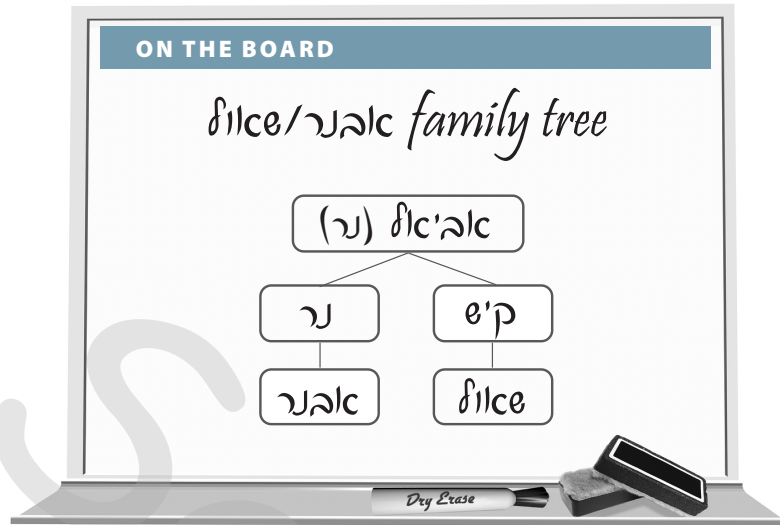 ON THE BOARD
אבנר/שאול family tree
אביאל (נר)
נר
קיש
אבנר
שאול
Dry Erase